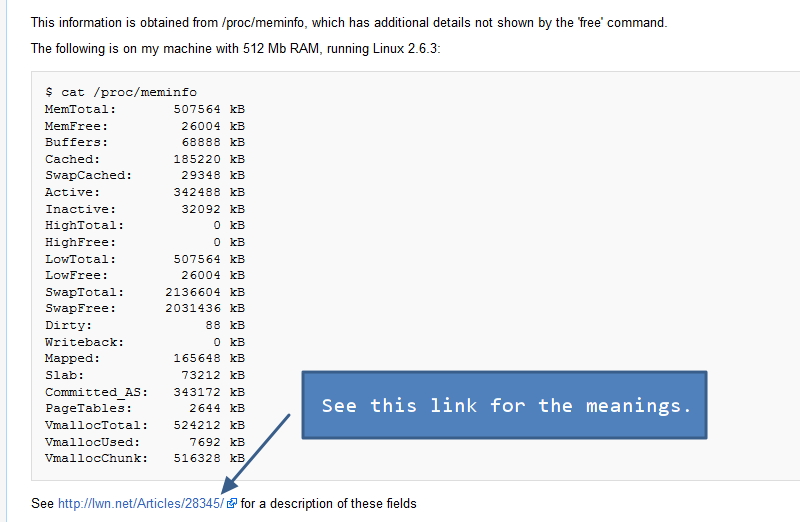 This information is obtained from /proc/meminfo, which has additional details not shown by the 'free' command.
The following is on my machine with 512 Mb RAM, running Linux 2.6.3:
$ cat /proc/meminfo
MemTotal: 507564 kB
MemFree: 26004 kB
Buffers: 68888 kB
Cached: 185220 kB
SwapCached: 29348 kB
Active: 342488 kB
Inactive: 32092 kB
HighTotal: 0 kB
HighFree: 0 kB
LowTotal: 507564 kB
LowFree: 26004 kB
SwapTotal: 2136604 kB
SwapFree: 2031436 kB
Dirty: 88 kB
Writeback: 0 kB
Mapped: 165648 kB
Slab: 73212 kB
Committed_AS: 343172 kB
PageTables: 2644 kB
VmallocTotal: 524212 kB
VmallocUsed: 7692 kB
VmallocChunk: 516328 kB
See this link for the meanings.
See http://lwn.net/Articles/28345/ for a description of these fields